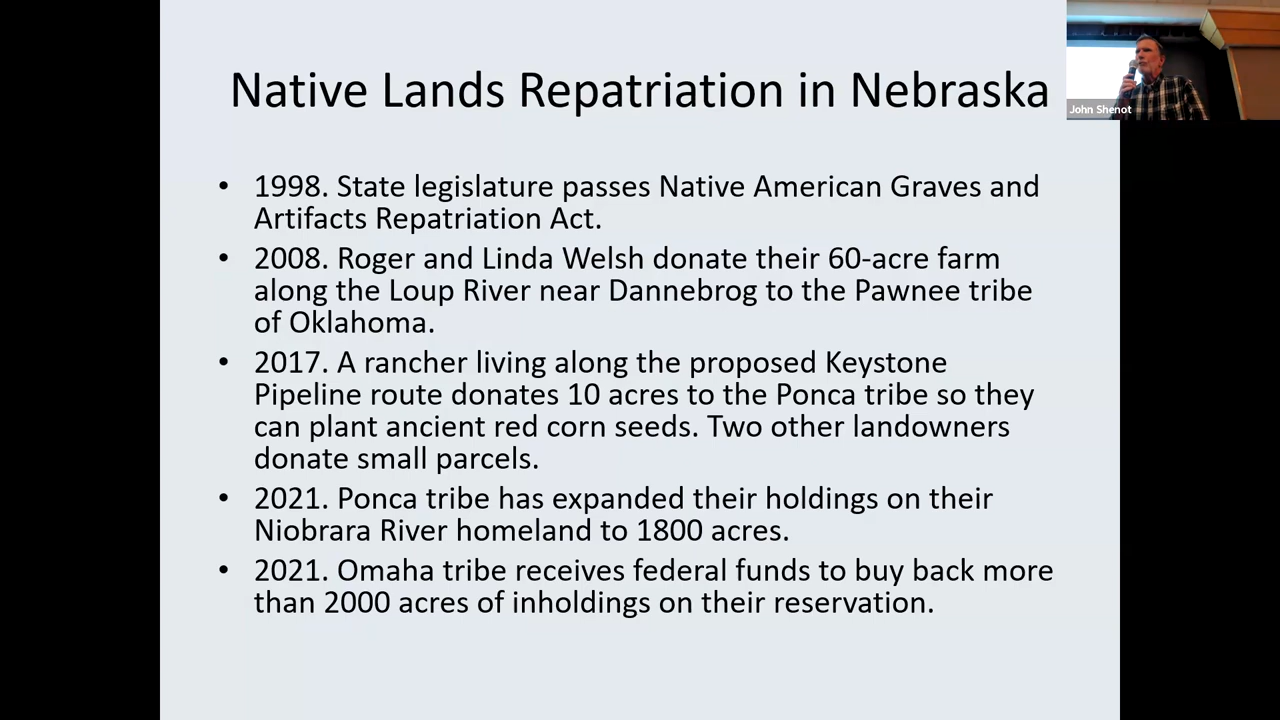 Native Lands Repatriation in Nebraska
John Shenot
• 1998. State legislature passes Native American Graves and
Artifacts Repatriation Act.
• 2008. Roger and Linda Welsh donate their 60-acre farm
along the Loup River near Dannebrog to the Pawnee tribe
of Oklahoma.
• 2017. A rancher living along the proposed Keystone
Pipeline route donates 10 acres to the Ponca tribe so they
can plant ancient red corn seeds. Two other landowners
donate small parcels.
• 2021. Ponca tribe has expanded their holdings on their
Niobrara River homeland to 1800 acres.
• 2021. Omaha tribe receives federal funds to buy back more
than 2000 acres of inholdings on their reservation.